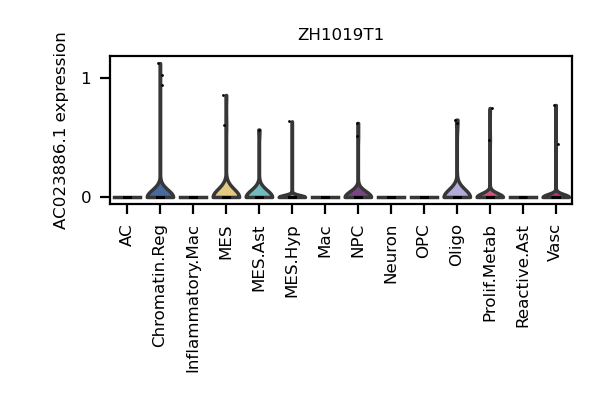 ZH1019T1
AC023886.1 expression
1
0
AC
Chromatin.Reg
Inflammatory.Mac
MES
MES.Ast
MES.Hyp
Mac
NPC
Neuron
OPC
Oligo
Prolif.Metab
Reactive.Ast
Vasc